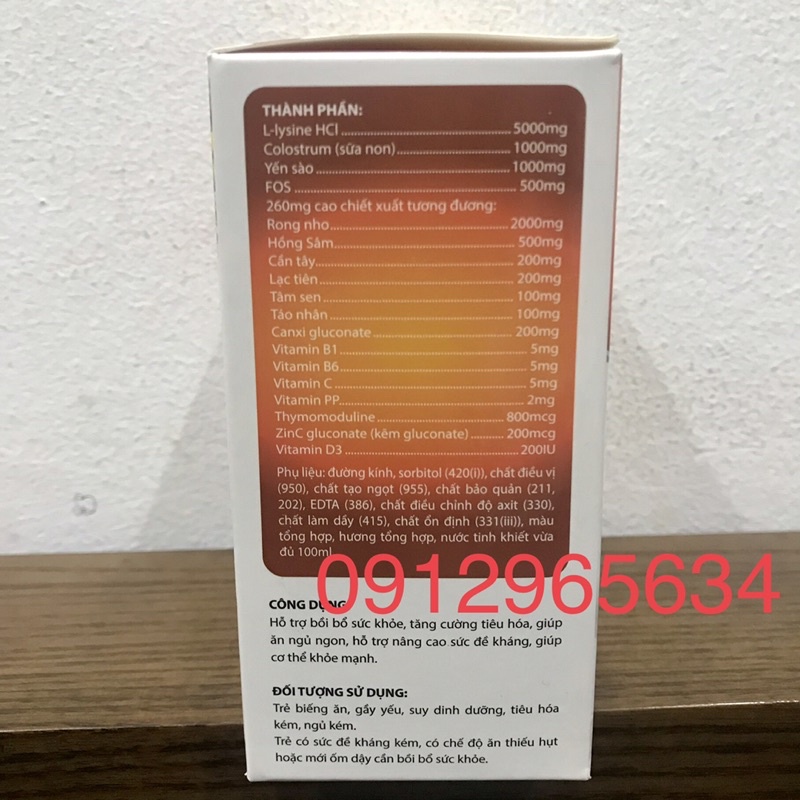 THÀNH PHẦN:
L-lysine HCl ........ 5000mg
Colostrum (sữa non) ........ 1000mg
Yến sào ........ 1000mg
FOS ........ 500mg
260mg cao chiết xuất tương đương:
Rong nho ........ 2000mg
Hồng Sâm ........ 500mg
Cần tây ........ 200mg
Lạc tiên ........ 200mg
Tâm sen ........ 100mg
Táo nhân ........ 100mg
Canxi gluconate ........ 200mg
Vitamin B1 ........ 5mg
Vitamin B6 ........ 5mg
Vitamin C ........ 5mg
Vitamin PP ........ 2mg
Thymomoduline ........ 800mcg
ZinC gluconate (kẽm gluconate) ........ 200mcg
Vitamin D3 ........ 200IU
Phụ liệu: đường kính, sorbitol (420(i)), chất điều vị
(950), chất tạo ngọt (955), chất bảo quản (211,
202), EDTA (386), chất điều chỉnh độ axit (330),
chất làm dầy (415), chất ổn định (331(iii)), màu
tổng hợp, hương tổng hợp, nước tinh khiết vừa
đủ 100ml
0912965634
CÔNG DỤNG
Hỗ trợ bồi bổ sức khỏe, tăng cường tiêu hóa, giúp
ăn ngủ ngon, hỗ trợ nâng cao sức đề kháng, giúp
cơ thể khỏe mạnh.
ĐỐI TƯỢNG SỬ DỤNG:
Trẻ biếng ăn, gầy yếu, suy dinh dưỡng, tiêu hóa
kém, ngủ kém.
Trẻ có sức đề kháng kém, có chế độ ăn thiếu hụt
hoặc mới ốm dậy cần bồi bổ sức khỏe.